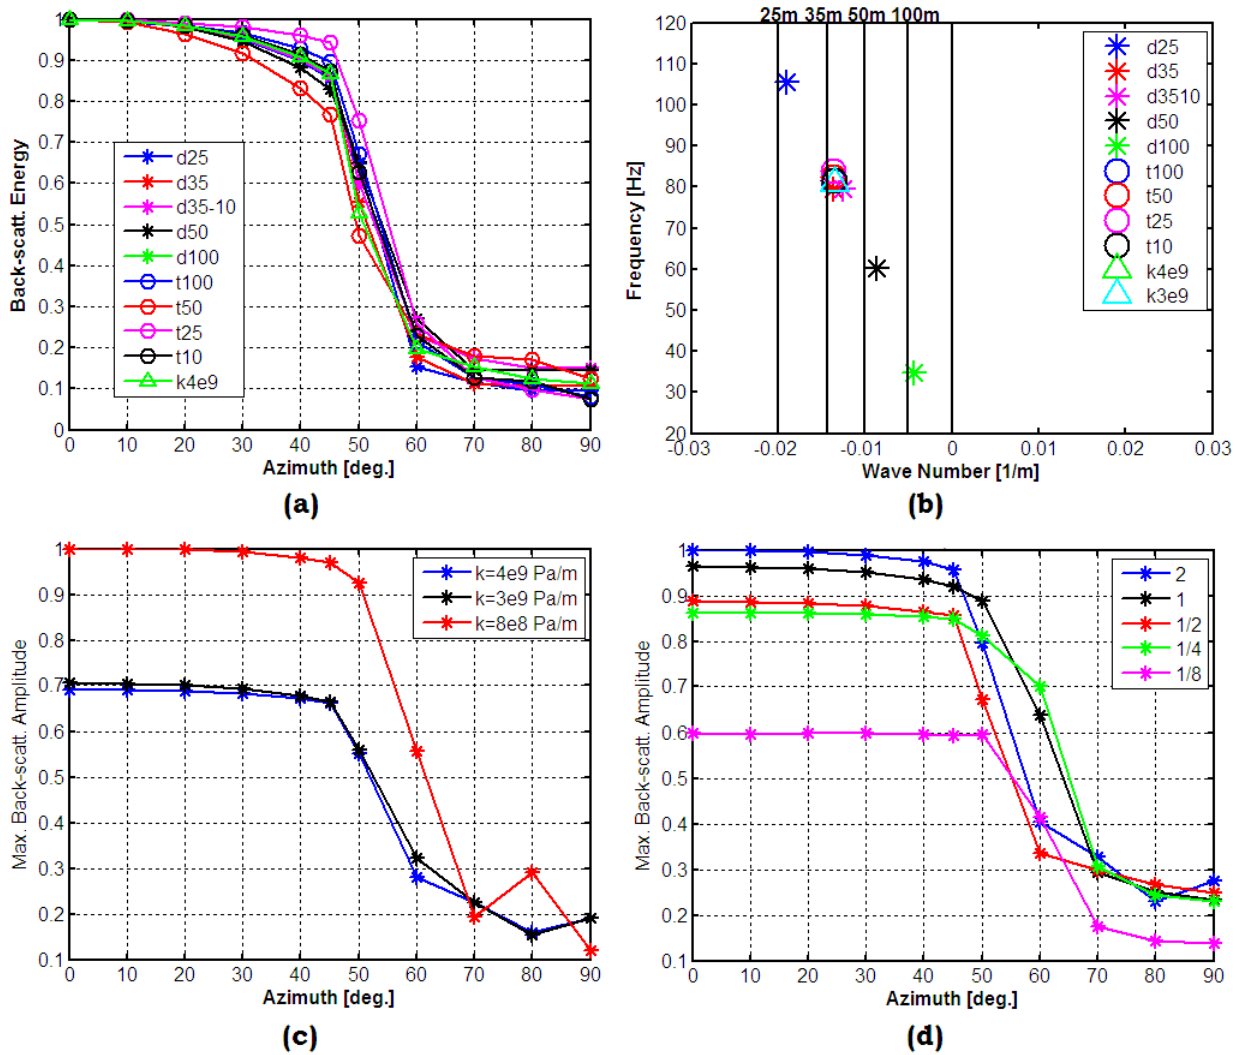 1
0.9
0.8
0.7
0.6
0.5
0.4
0.3
0.2
0.1
0
Back-scatt. Energy
d25
d35
d35-10
d50
d100
t100
t50
t25
t10
k4e9
0 10 20 30 40 50 60 70 80 90
Azimuth [deg.]
(a)
25m 35m 50m 100m
120
110
100
90
80
70
60
50
40
30
20
Frequency [Hz]
d25
d35
d3510
d50
d100
t100
t50
t25
t10
k4e9
k3e9
-0.03 -0.02 -0.01 0 0.01 0.02 0.03
Wave Number [1/m]
(b)
1
0.9
0.8
0.7
0.6
0.5
0.4
0.3
0.2
0.1
Max. Back-scatt. Amplitude
k=4e9 Pa/m
k=3e9 Pa/m
k=8e8 Pa/m
0 10 20 30 40 50 60 70 80 90
Azimuth [deg.]
(c)
1
0.9
0.8
0.7
0.6
0.5
0.4
0.3
0.2
0.1
Max. Back-scatt. Amplitude
2
1
1/2
1/4
1/8
0 10 20 30 40 50 60 70 80 90
Azimuth [deg.]
(d)